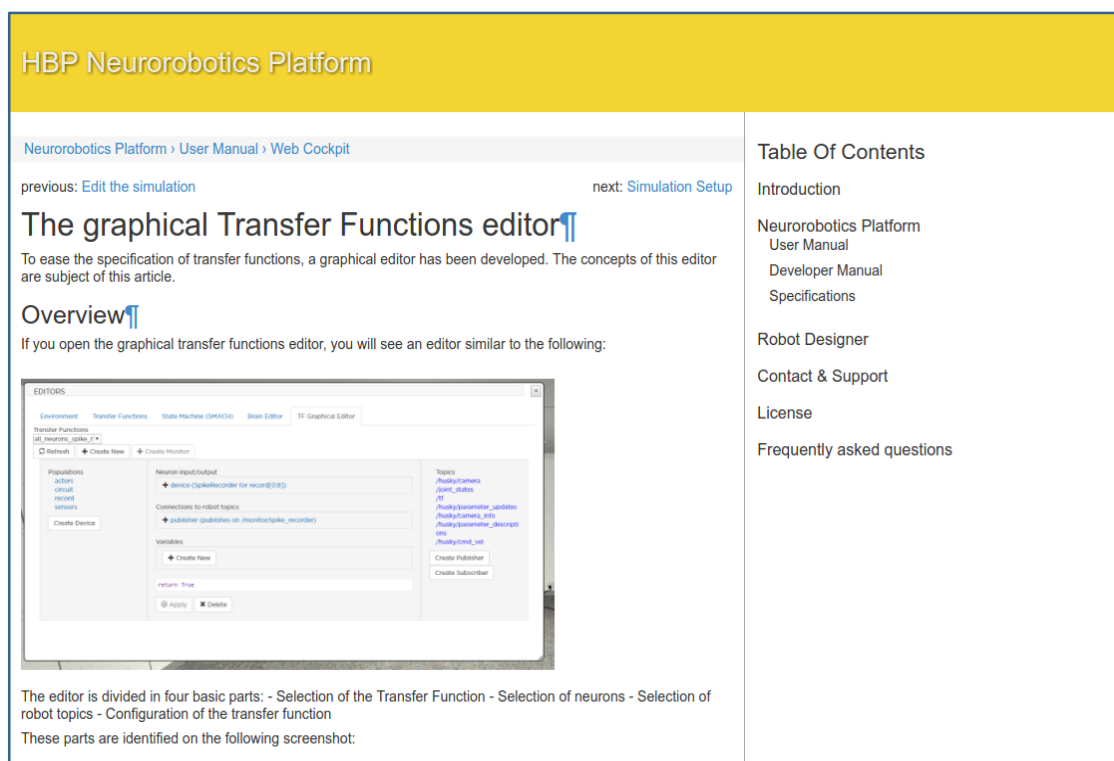 HBP Neurorobotics Platform
Neurorobotics Platform › User Manual › Web Cockpit
previous: Edit the simulation
next: Simulation Setup
The graphical Transfer Functions editor¶
To ease the specification of transfer functions, a graphical editor has been developed. The concepts of this editor
are subject of this article.
Overview¶
If you open the graphical transfer functions editor, you will see an editor similar to the following:
EDITORS
Environment
Transfer Functions
State Machine (SMACH)
Brain Editor
TF Graphical Editor
Transfer Functions
all_neurons_spike_r
Refresh
+ Create New
+ Create Monitor
Populations
actors
circuit
record
sensors
Create Device
Neuron input/output
+ device (SpikeRecorder for record[0:8])
Connections to robot topics
+ publisher (publishes on /monitor/spike_recorder)
Variables
+ Create New
return True
Apply
✖ Delete
Topics
/husky/camera
/joint_states
/tf
/husky/parameter_updates
/husky/camera_info
/husky/parameter_descripti
ons
/husky/cmd_vel
Create Publisher
Create Subscriber
The editor is divided in four basic parts: - Selection of the Transfer Function - Selection of neurons - Selection of
robot topics - Configuration of the transfer function
These parts are identified on the following screenshot:
Table Of Contents
Introduction
Neurorobotics Platform
User Manual
Developer Manual
Specifications
Robot Designer
Contact & Support
License
Frequently asked questions